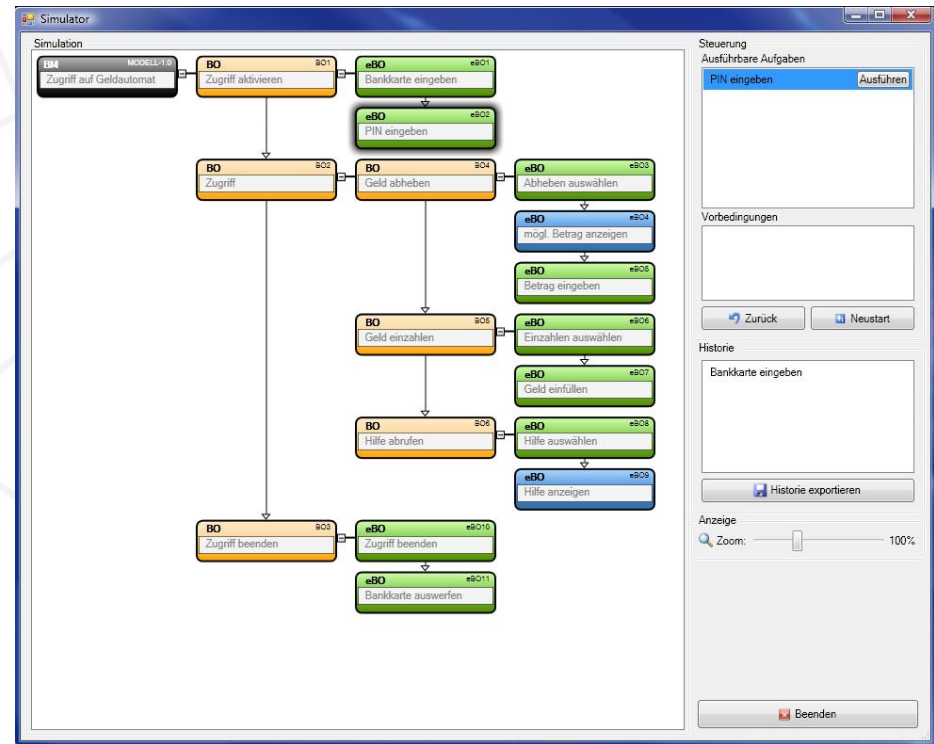 Simulator
Simulation
BM MODELL-1.0
Zugriff auf Geldautomat
BO BO1
Zugriff aktivieren
eBO eBO1
Bankkarte eingeben
eBO eBO2
PIN eingeben
BO BO2
Zugriff
BO BO4
Geld abheben
eBO eBO3
Abheben auswählen
eBO eBO4
mögl. Betrag anzeigen
eBO eBO5
Betrag eingeben
BO BO5
Geld einzahlen
eBO eBO6
Einzahlen auswählen
eBO eBO7
Geld einfüllen
BO BO6
Hilfe abrufen
eBO eBO8
Hilfe auswählen
eBO eBO9
Hilfe anzeigen
BO BO3
Zugriff beenden
eBO eBO10
Zugriff beenden
eBO eBO11
Bankkarte auswerfen
Steuerung
Ausführbare Aufgaben
PIN eingeben Ausführen
Vorbedingungen
Zurück Neustart
Historie
Bankkarte eingeben
Historie exportieren
Anzeige
Zoom: 100%
Beenden